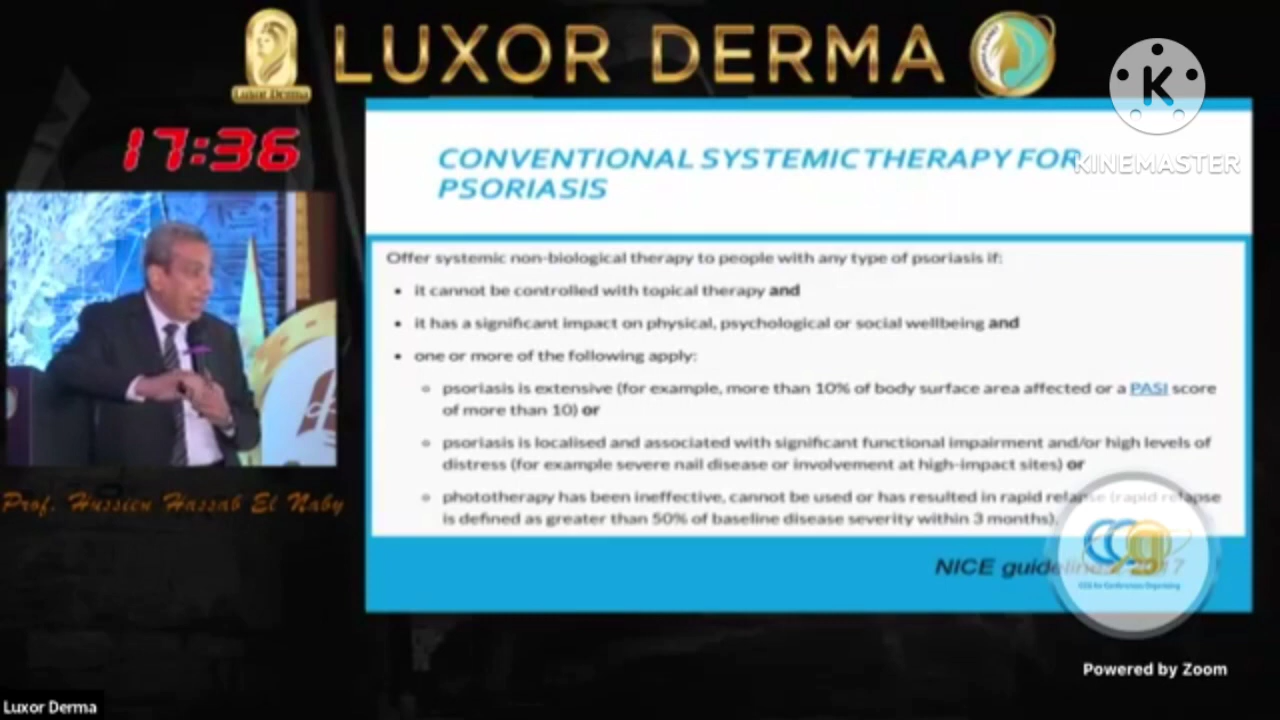 LUXOR DERMA
Luxor Derma
K
KINEMASTER
17:36
CONVENTIONAL SYSTEMIC THERAPY FOR
PSORIASIS
Offer systemic non-biological therapy to people with any type of psoriasis if:
• it cannot be controlled with topical therapy and
• it has a significant impact on physical, psychological or social wellbeing and
• one or more of the following apply:
◦ psoriasis is extensive (for example, more than 10% of body surface area affected or a PASI score
of more than 10) or
◦ psoriasis is localised and associated with significant functional impairment and/or high levels of
distress (for example severe nail disease or involvement at high-impact sites) or
◦ phototherapy has been ineffective, cannot be used or has resulted in rapid relapse (rapid relapse
is defined as greater than 50% of baseline disease severity within 3 months).
Prof. Hussien Hassab El Naby
NICE
CCg
CCG for Conferences Organizing
Powered by Zoom
Luxor Derma